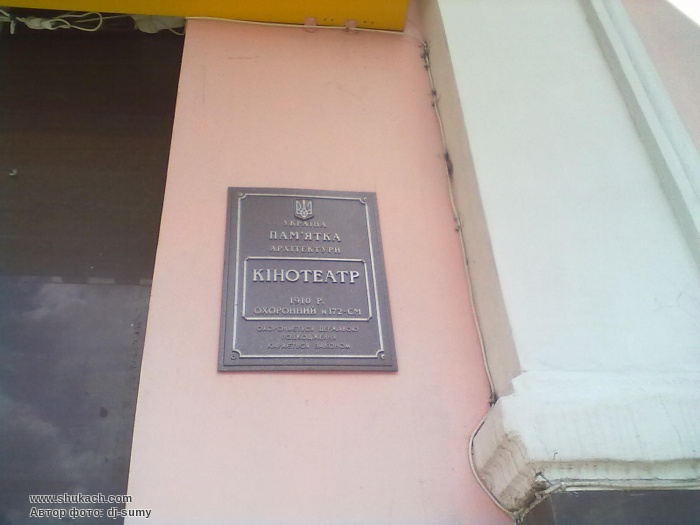 УКРАЇНА
ПАМ'ЯТКА
АРХІТЕКТУРИ
КІНОТЕАТР
1910 Р.
ОХОРОННИЙ N 172-СМ
ОХОРОНЯЄТЬСЯ ДЕРЖАВОЮ
ПОШКОДЖЕННЯ
КАРАЄТЬСЯ ЗАКОНОМ
www.shukach.com
Автор фото: dj-sumy